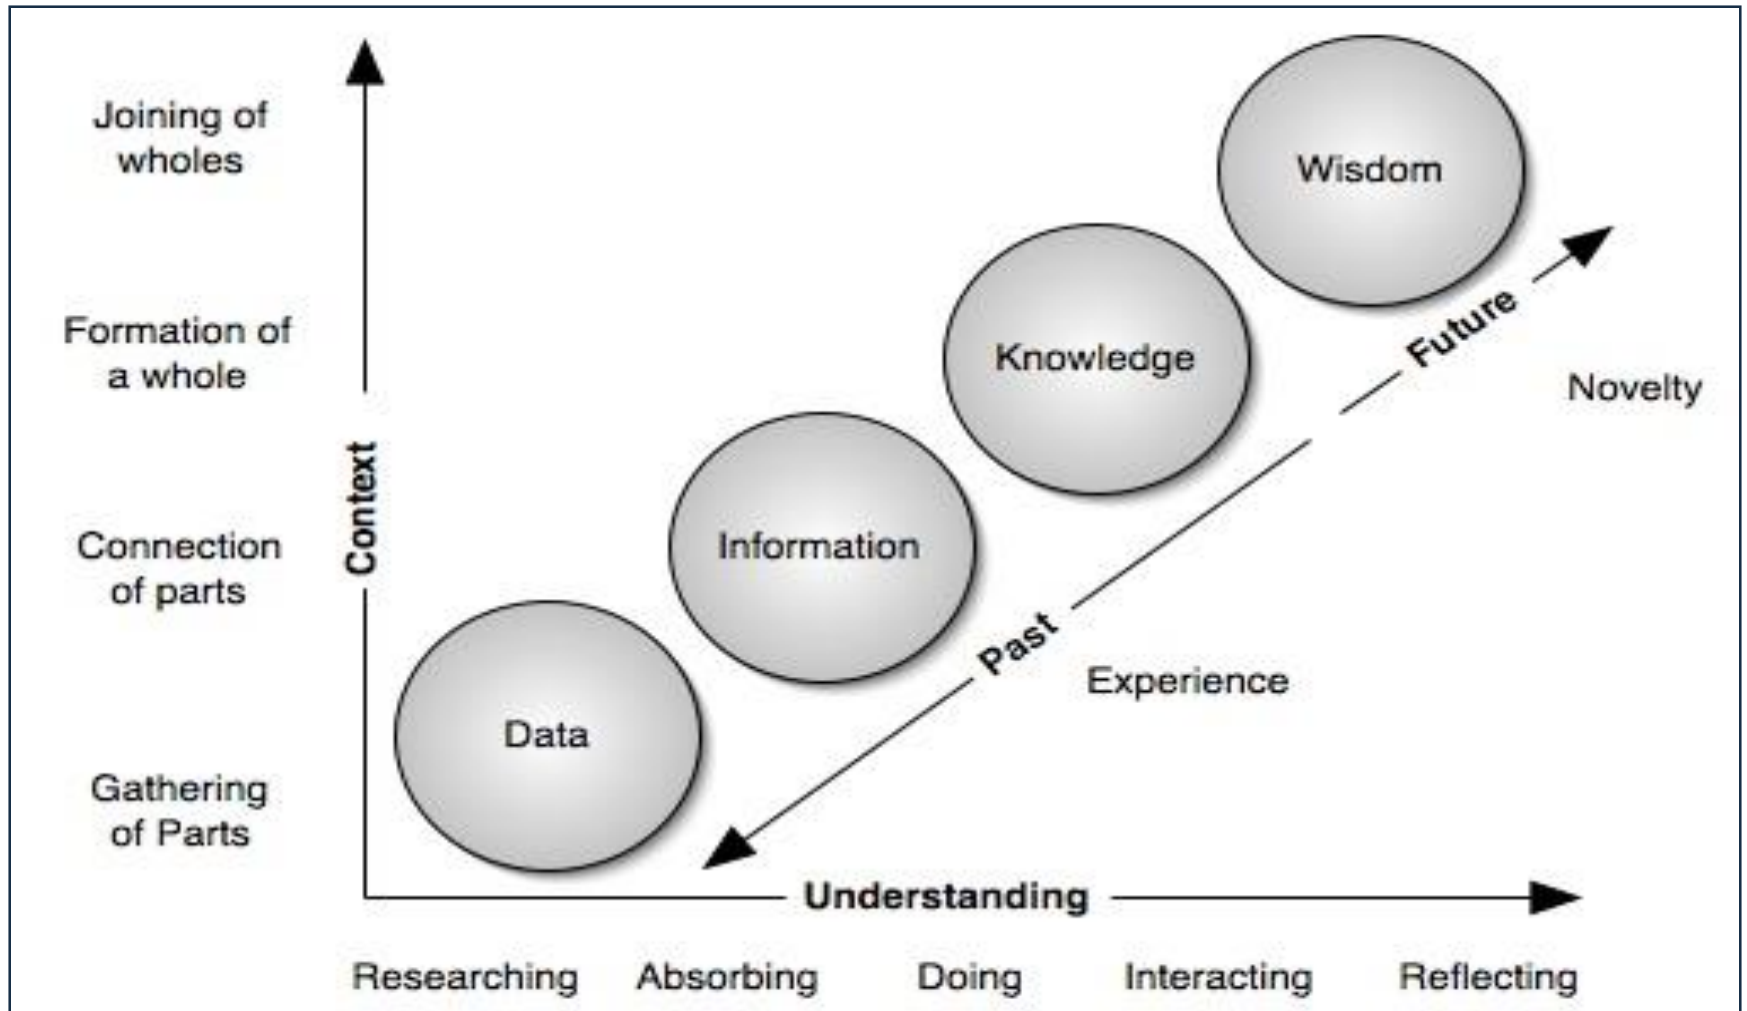 Joining of
wholes
Wisdom
Future
Formation of
a whole
Knowledge
Novelty
Context
Connection
of parts
Information
Past
Experience
Data
Gathering
of Parts
Understanding
Researching Absorbing Doing Interacting Reflecting